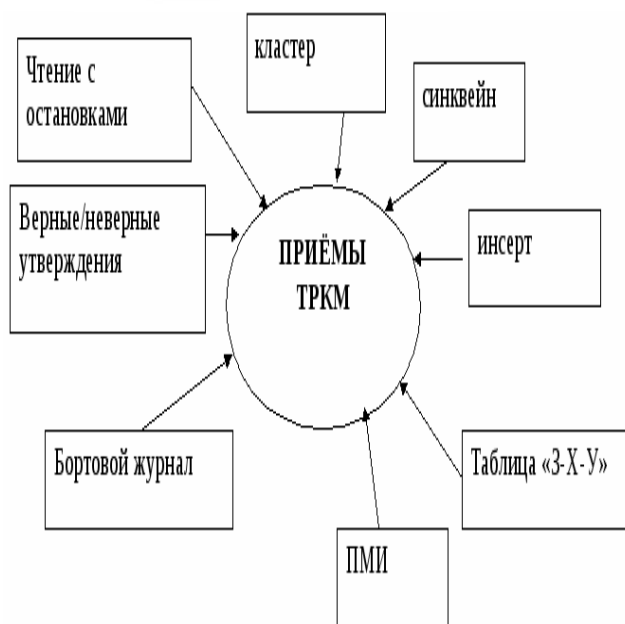 кластер
Чтение с
остановками
синквейн
Верные/неверные
утверждения
ПРИЁМЫ
ТРКМ
инсерт
Бортовой журнал
Таблица «З-Х-У»
ПМИ